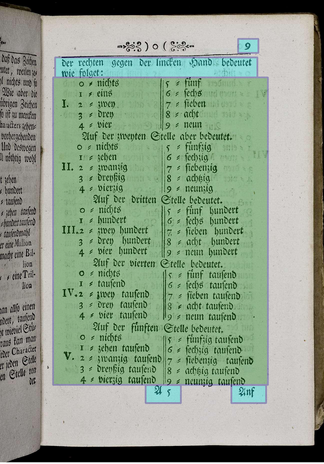 )o( 9
der rechten gegen der lincken Hand bedeutet
wie folget:
0 = nichts 5 = fünf
1 = eins 6 = sechs
I. 2 = zwey 7 = sieben
3 = drey 8 = acht
4 = vier 9 = neun
Auf der zweyten Stelle aber bedeutet.
0 = nichts 5 = fünfzig
1 = zehen 6 = sechzig
II. 2 = zwanzig 7 = siebenzig
3 = dreyßig 8 = achtzig
4 = vierzig 9 = neunzig
Auf der dritten Stelle bedeutet.
0 = nichts 5 = fünf hundert
1 = hundert 6 = sechs hundert
III. 2 = zwey hundert 7 = sieben hundert
3 = drey hundert 8 = acht hundert
4 = vier hundert 9 = neun hundert
Auf der vierten Stelle bedeutet.
0 = nichts 5 = fünf tausend
1 = tausend 6 = sechs tausend
IV. 2 = zwey tausend 7 = sieben tausend
3 = drey tausend 8 = acht tausend
4 = vier tausend 9 = neun tausend
Auf der fünften Stelle bedeutet.
0 = nichts 5 = fünfzig tausend
1 = zehen tausend 6 = sechzig tausend
V. 2 = zwanzig tausend 7 = siebenzig tausend
3 = dreyßig tausend 8 = achtzig tausend
4 = vierzig tausend 9 = neunzig tausend
A 5 Auf